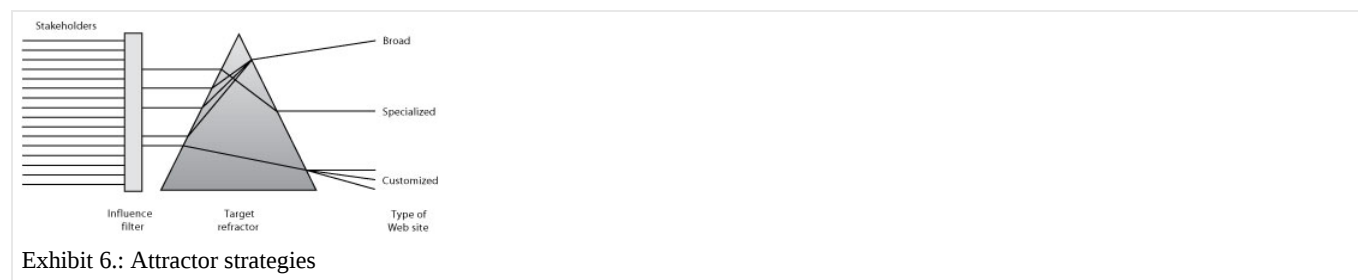 Stakeholders
Broad
Specialized
Customized
Influence
filter
Target
refractor
Type of
Web site
Exhibit 6.: Attractor strategies